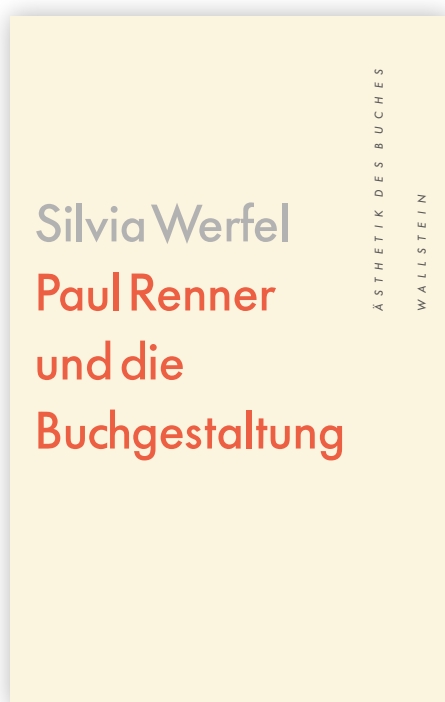 Silvia Werfel
Paul Renner
und die
Buchgestaltung
ÄSTHETIK DES BUCHES
WALLSTEIN